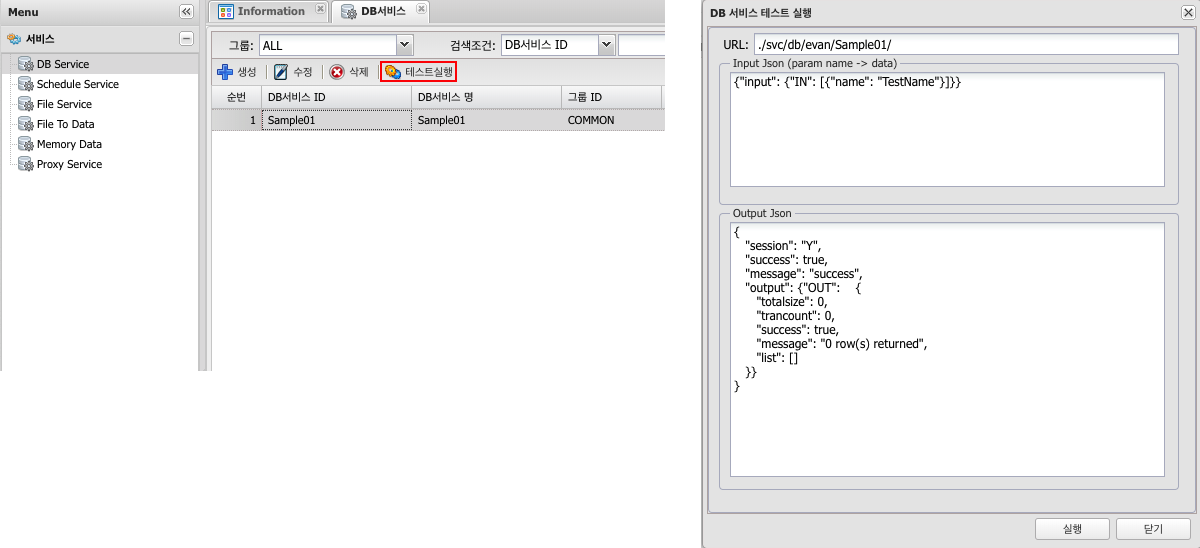 Menu
서비스
DB Service
Schedule Service
File Service
File To Data
Memory Data
Proxy Service
Information
DB서비스
그룹: ALL 검색조건: DB서비스 ID
생성 수정 삭제 테스트실행
순번 DB서비스 ID DB서비스 명 그룹 ID
1 Sample01 Sample01 COMMON
DB 서비스 테스트 실행
URL: ./svc/db/evan/Sample01/
Input Json (param name -> data)
{"input": {"IN": [{"name": "TestName"}]}}
Output Json
{
"session": "Y",
"success": true,
"message": "success",
"output": {"OUT": {
"totalsize": 0,
"trancount": 0,
"success": true,
"message": "0 row(s) returned",
"list": []
}}
}
실행 닫기